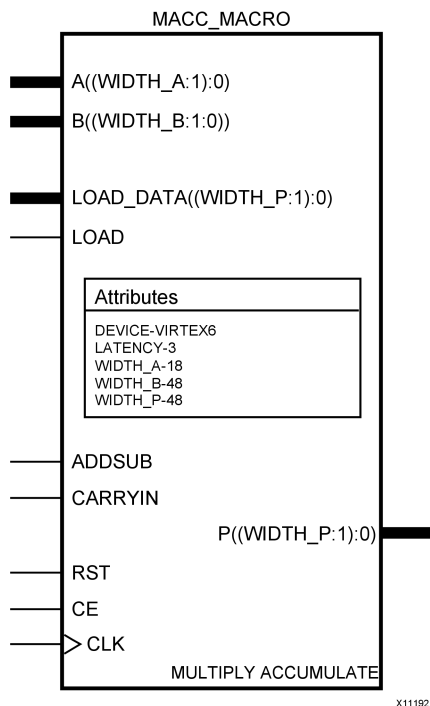 MACC_MACRO
A((WIDTH_A:1):0)
B((WIDTH_B:1:0))
LOAD_DATA((WIDTH_P:1):0)
LOAD
Attributes
DEVICE-VIRTEX6
LATENCY-3
WIDTH_A-18
WIDTH_B-48
WIDTH_P-48
ADDSUB
CARRYIN
P((WIDTH_P:1):0)
RST
CE
CLK
MULTIPLY ACCUMULATE
X11192